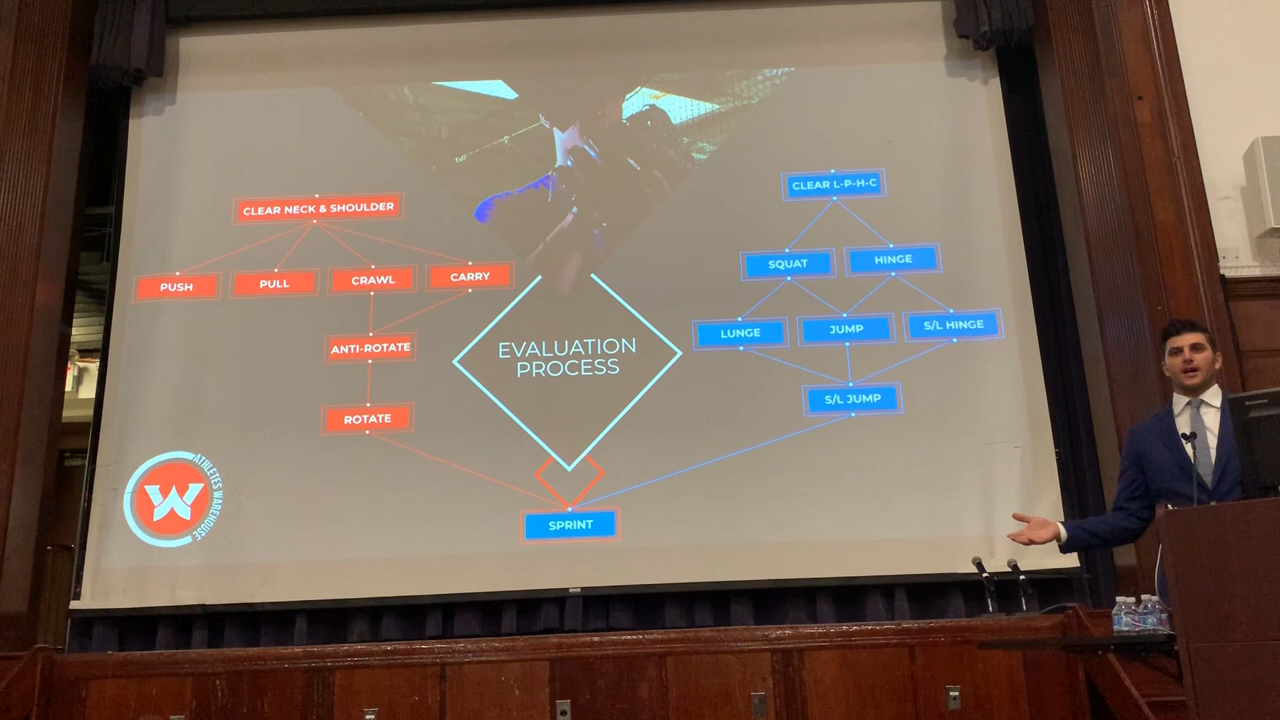 CLEAR NECK & SHOULDER
PUSH
PULL
CRAWL
CARRY
ANTI-ROTATE
ROTATE
EVALUATION
PROCESS
CLEAR L-P-H-C
SQUAT
HINGE
LUNGE
JUMP
S/L HINGE
S/L JUMP
SPRINT
W
ATHLETES WAREHOUSE